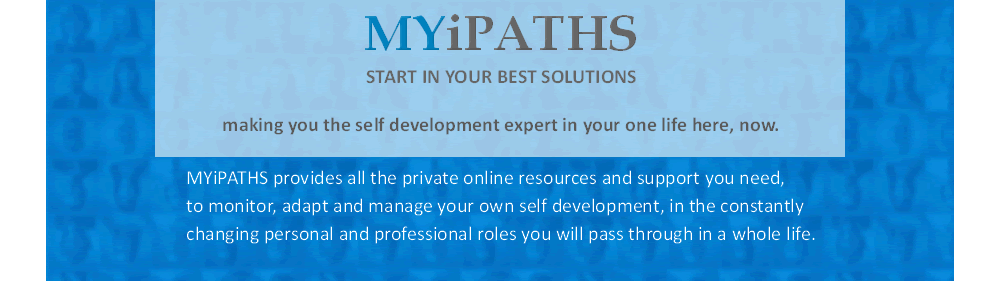 MYiPATHS
START IN YOUR BEST SOLUTIONS
making you the self development expert in your one life here, now.
MYiPATHS provides all the private online resources and support you need,
to monitor, adapt and manage your own self development, in the constantly
changing personal and professional roles you will pass through in a whole life.